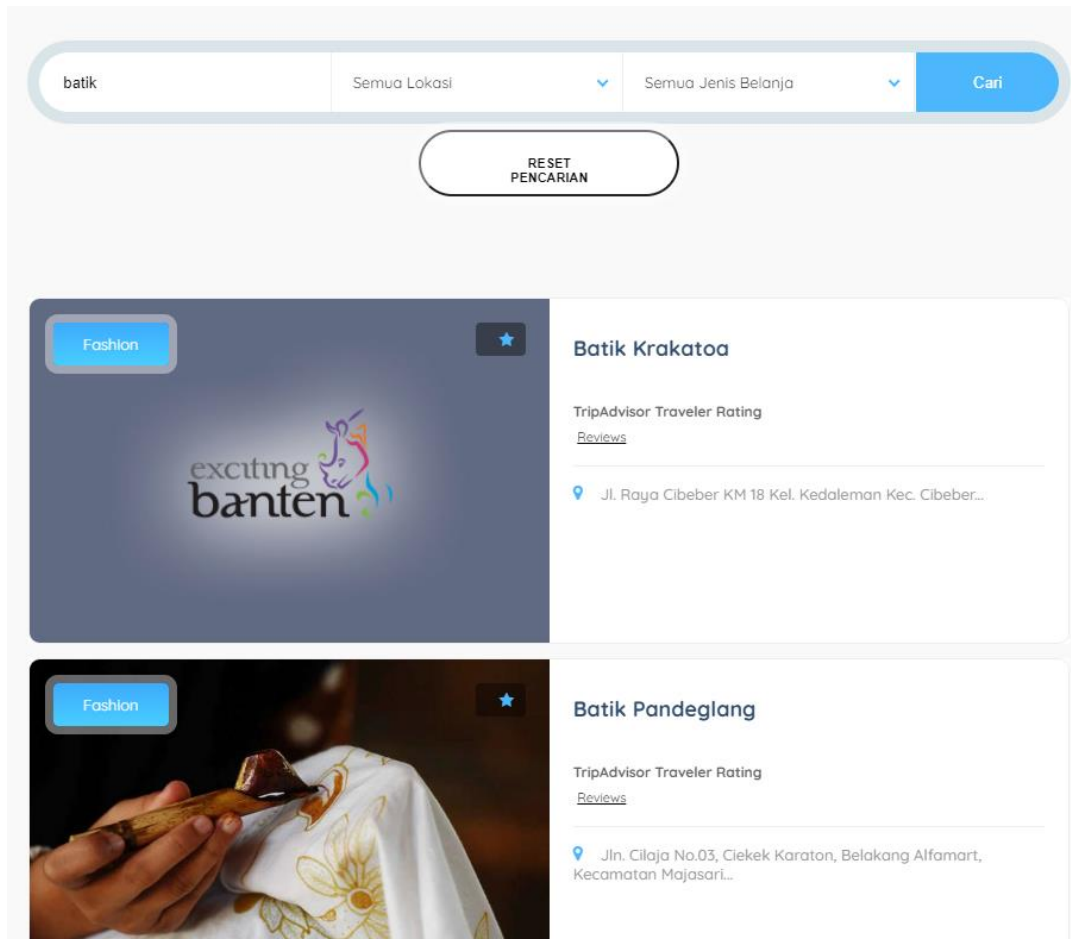 batik
Semua Lokasi
Semua Jenis Belanja
Cari
RESET
PENCARIAN
Fashion
exciting
banten
Batik Krakatoa
TripAdvisor Traveler Rating
Reviews
Jl. Raya Cibeber KM 18 Kel. Kedaleman Kec. Cibeber...
Fashion
Batik Pandeglang
TripAdvisor Traveler Rating
Reviews
Jln. Cilaja No.03, Ciekek Karaton, Belakang Alfamart,
Kecamatan Majasari...